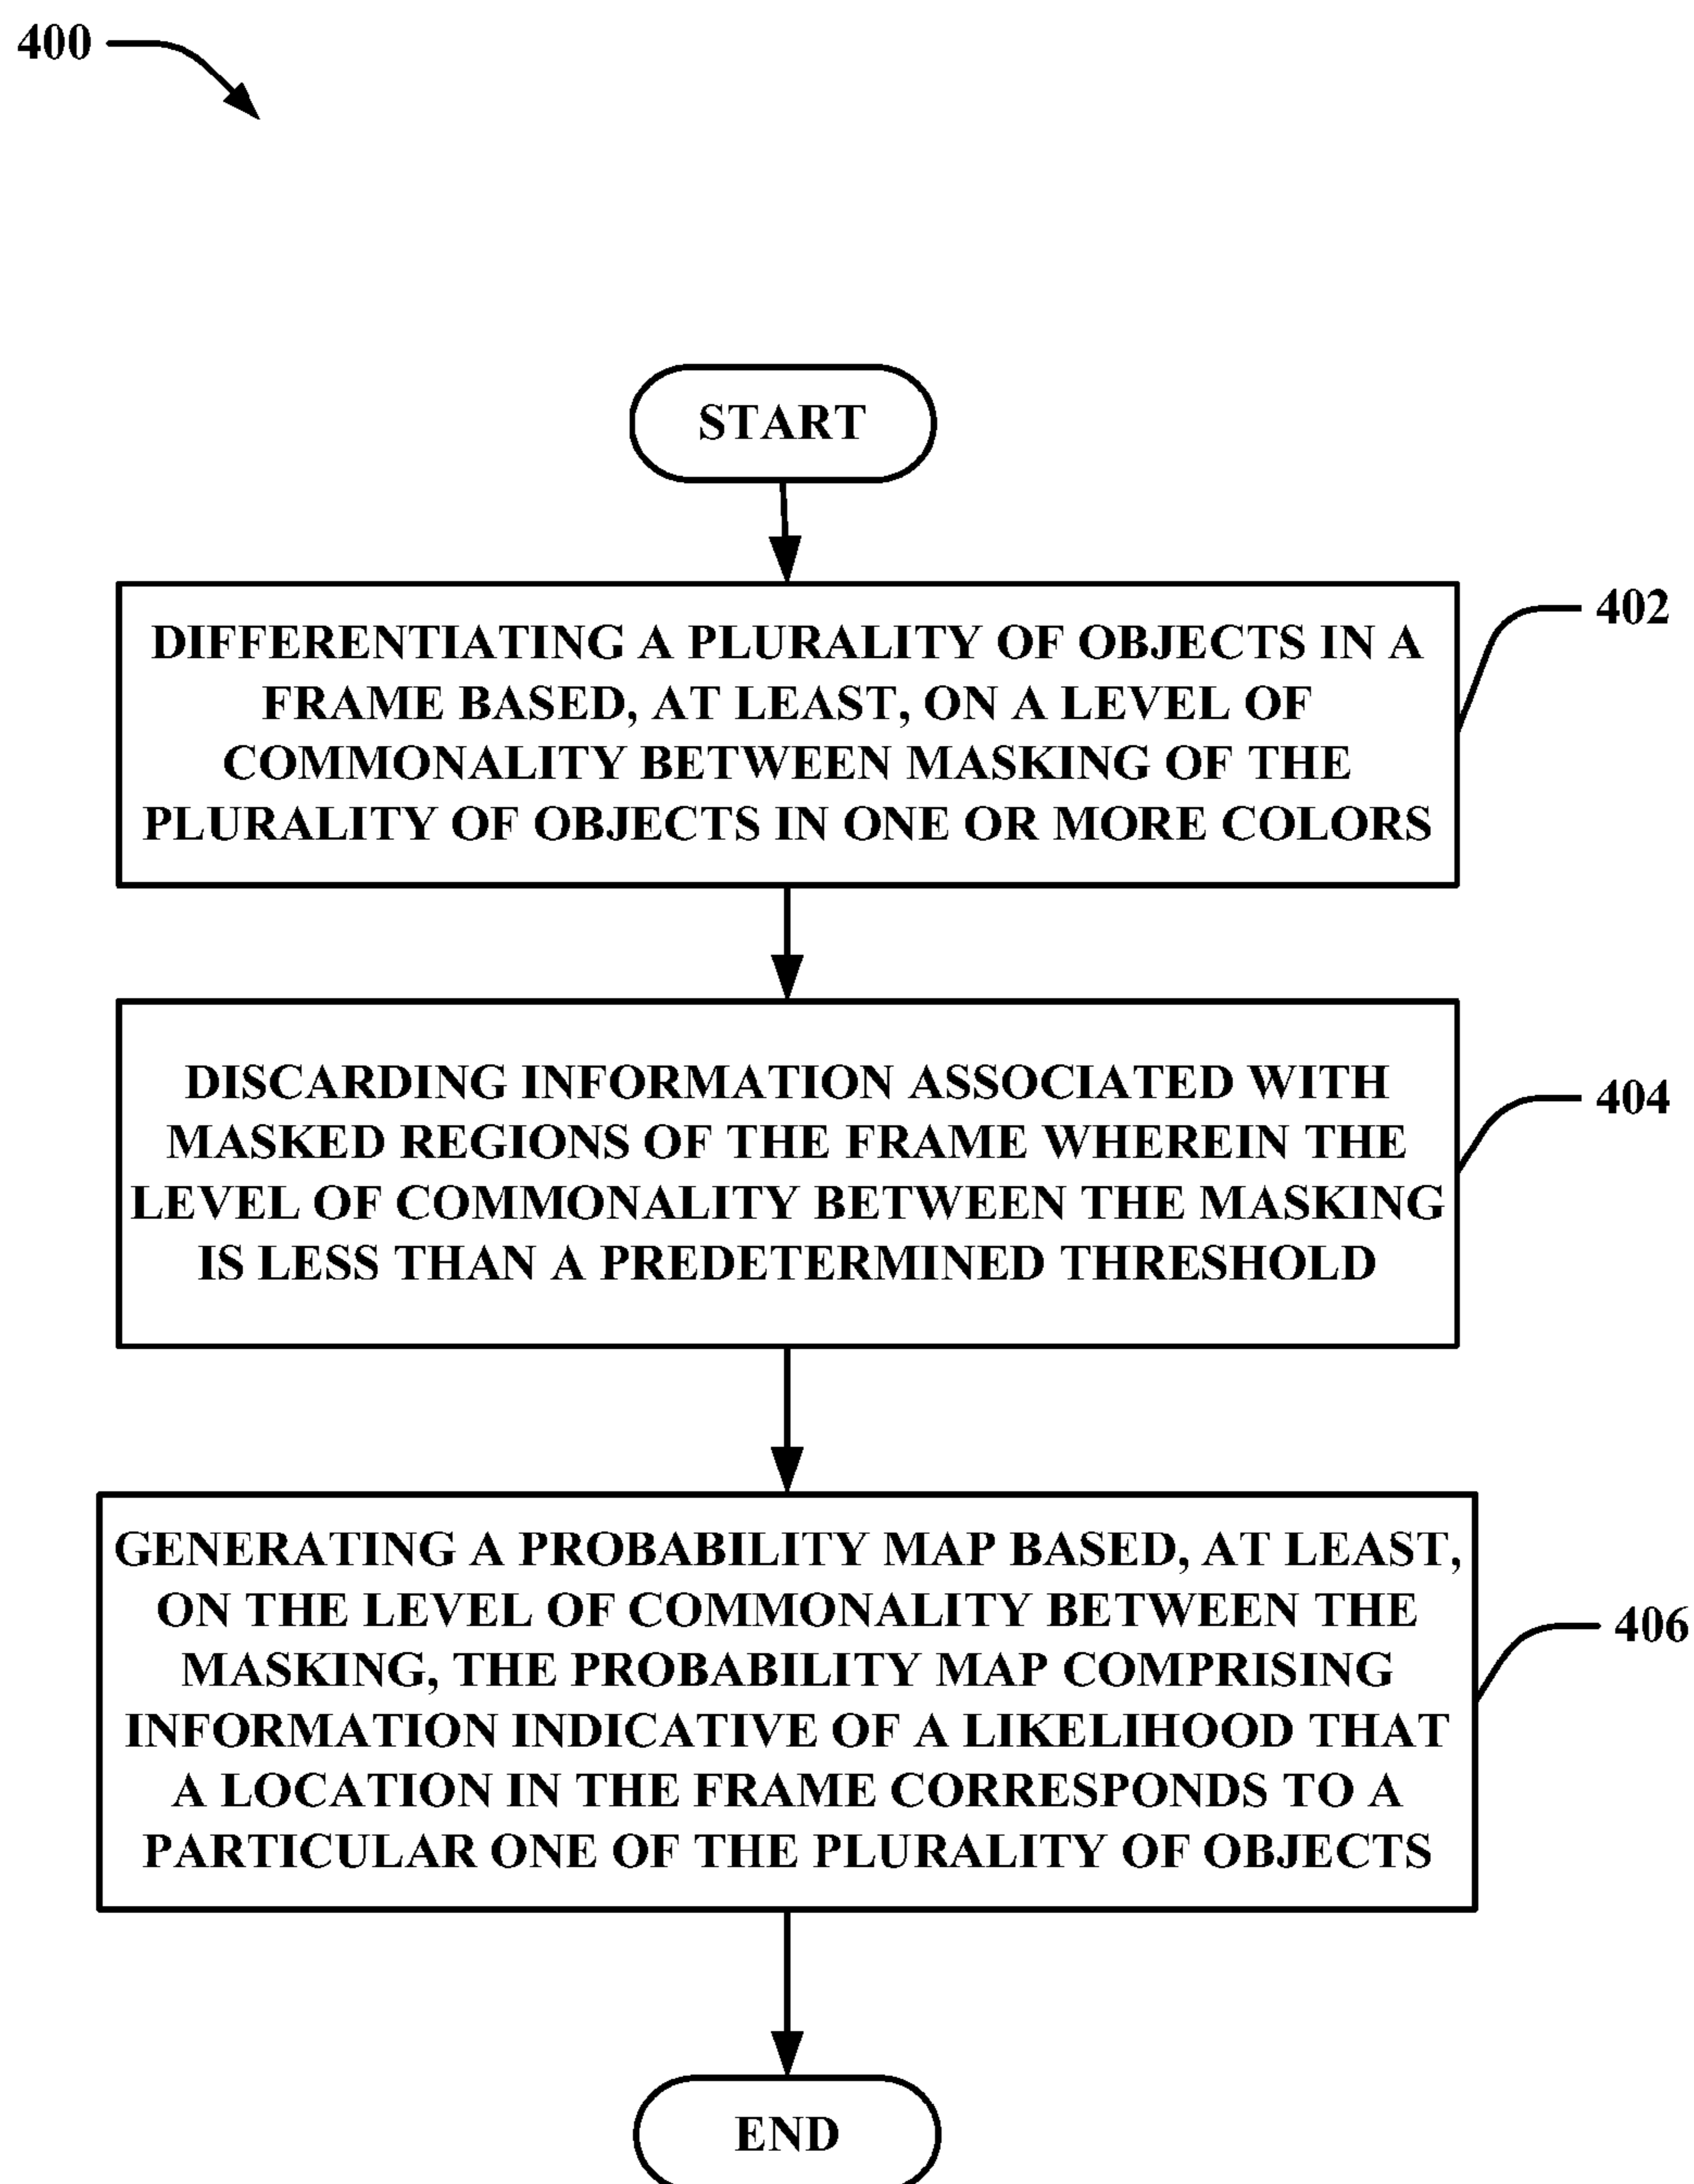 400
START
DIFFERENTIATING A PLURALITY OF OBJECTS IN A
FRAME BASED, AT LEAST, ON A LEVEL OF
COMMONALITY BETWEEN MASKING OF THE
PLURALITY OF OBJECTS IN ONE OR MORE COLORS
402
DISCARDING INFORMATION ASSOCIATED WITH
MASKED REGIONS OF THE FRAME WHEREIN THE
LEVEL OF COMMONALITY BETWEEN THE MASKING
IS LESS THAN A PREDETERMINED THRESHOLD
404
GENERATING A PROBABILITY MAP BASED, AT LEAST,
ON THE LEVEL OF COMMONALITY BETWEEN THE
MASKING, THE PROBABILITY MAP COMPRISING
INFORMATION INDICATIVE OF A LIKELIHOOD THAT
A LOCATION IN THE FRAME CORRESPONDS TO A
PARTICULAR ONE OF THE PLURALITY OF OBJECTS
406
END